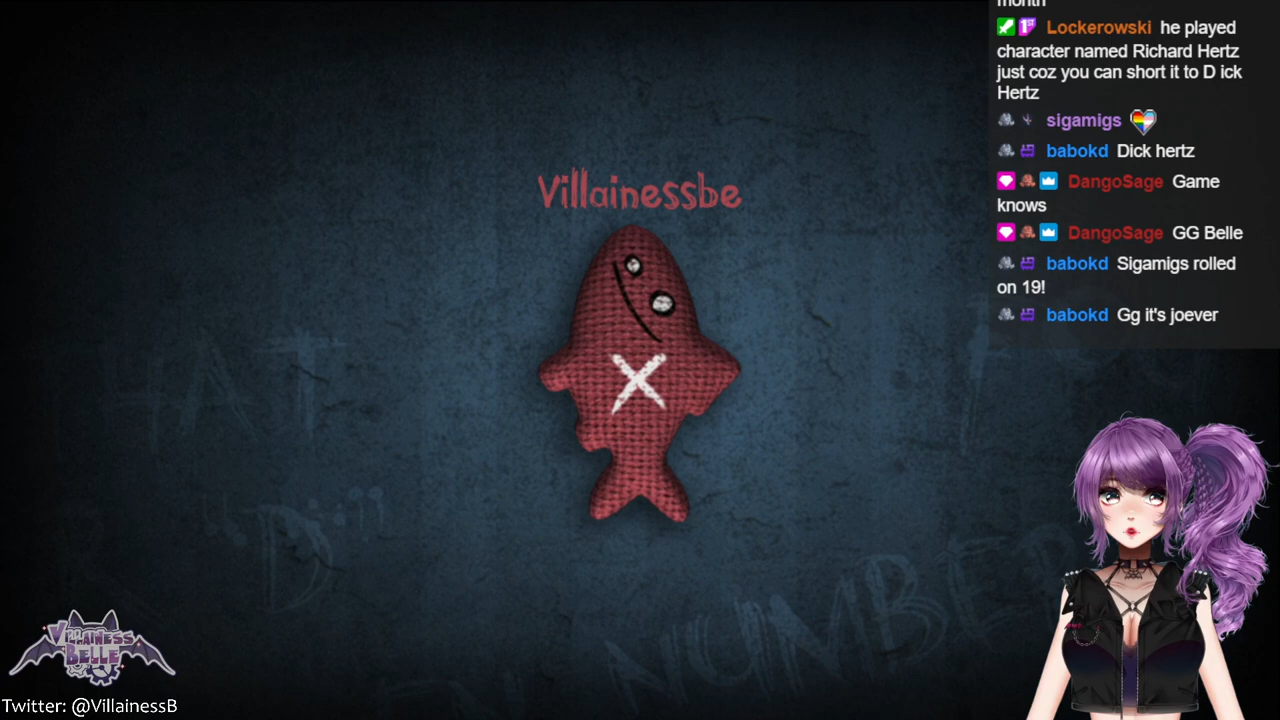 month
Lockerowski he played
character named Richard Hertz
just coz you can short it to D ick
Hertz
sigamigs
babokd Dick hertz
DangoSage Game
knows
DangoSage GG Belle
babokd Sigamigs rolled
on 19!
babokd Gg it's joever
Villainessbe
THAT
NUMBER
VILLAINESS
BELLE
Twitter: @VillainessB